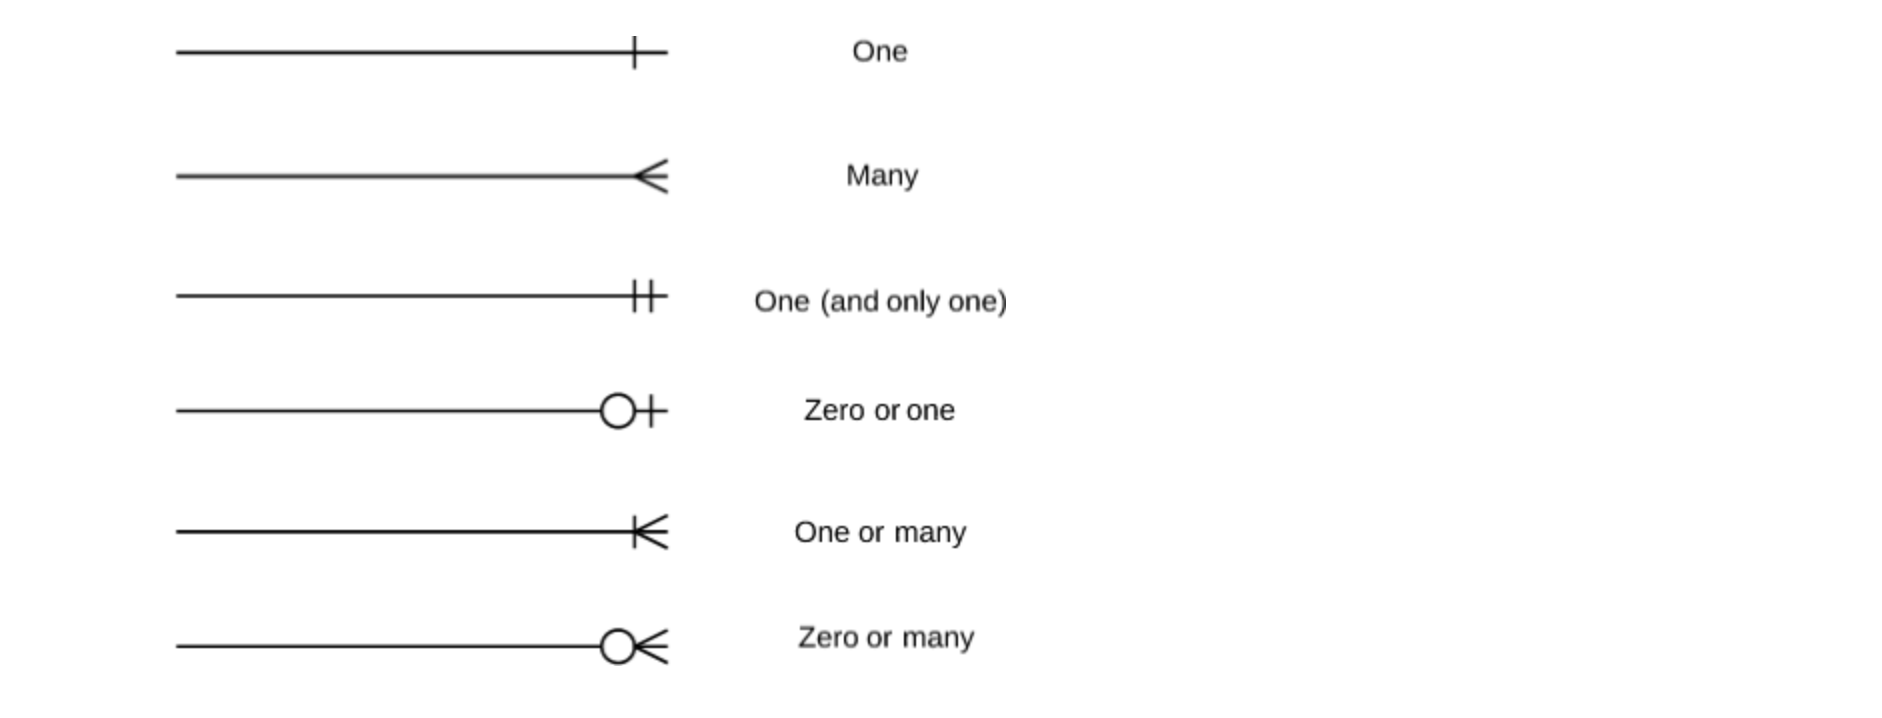 One
Many
One (and only one)
Zero or one
One or many
Zero or many